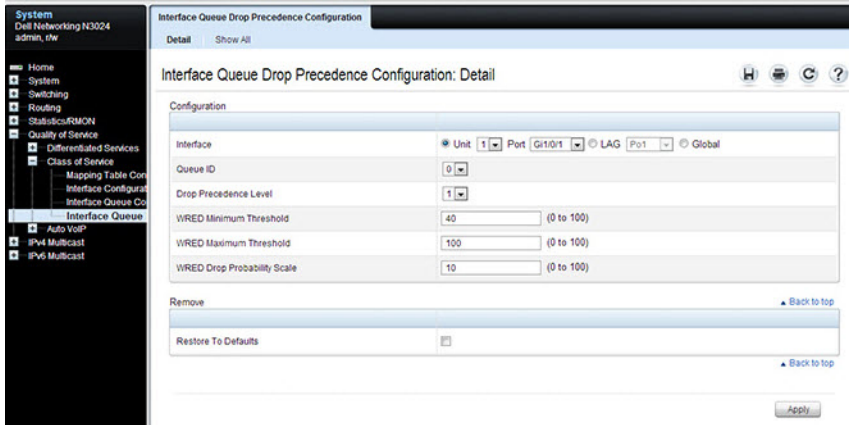 System
Dell Networking N3024
admin, r/w
Home
System
Switching
Routing
Statistics/RMON
Quality of Service
Differentiated Services
Class of Service
Mapping Table Con
Interface Configurat
Interface Queue Co
Interface Queue
Auto VoIP
IPv4 Multicast
IPv6 Multicast
Interface Queue Drop Precedence Configuration
Detail Show All
Interface Queue Drop Precedence Configuration: Detail
Configuration
Interface Unit 1 Port Gi1/0/1 LAG Po1 Global
Queue ID 0
Drop Precedence Level 1
WRED Minimum Threshold 40 (0 to 100)
WRED Maximum Threshold 100 (0 to 100)
WRED Drop Probability Scale 10 (0 to 100)
Remove ▲ Back to top
Restore To Defaults
▲ Back to top
Apply